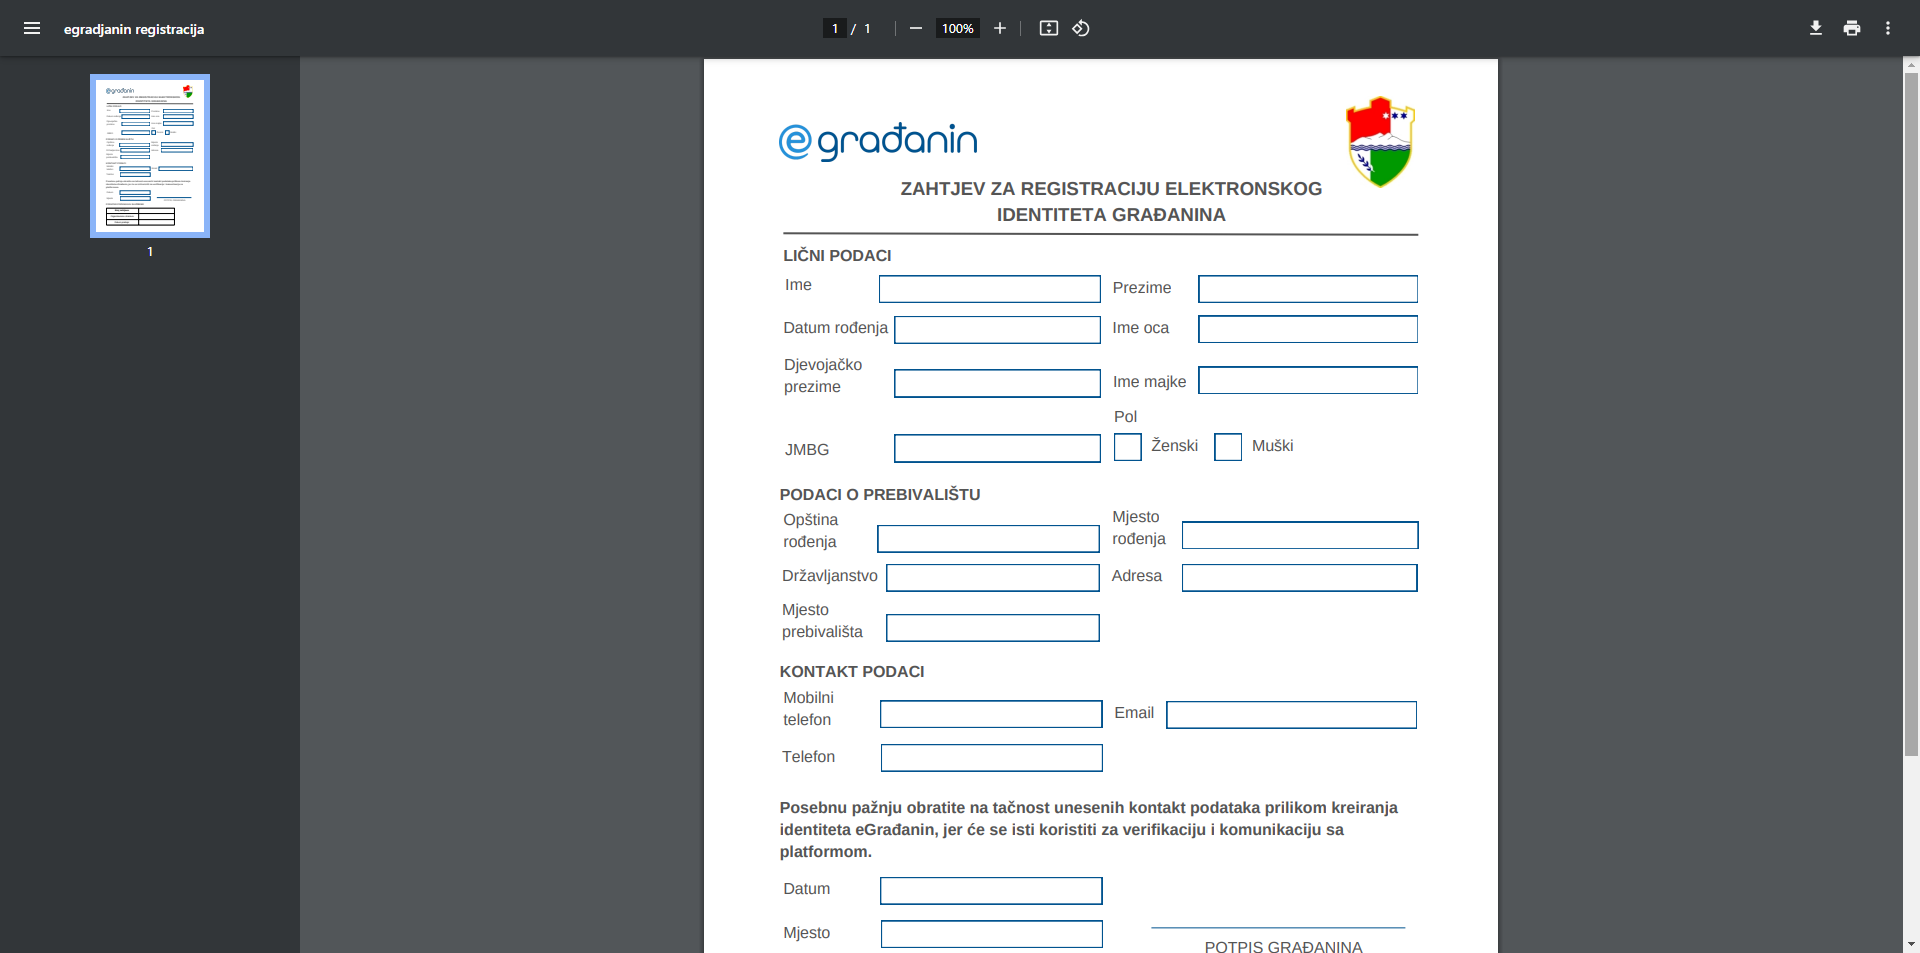 egradjanin registracija
1 / 1
100%
1
egrađanin
ZAHTJEV ZA REGISTRACIJU ELEKTRONSKOG
IDENTITETA GRAĐANINA
LIČNI PODACI
Ime
Prezime
Datum rođenja
Ime oca
Djevojačko
prezime
Ime majke
Pol
JMBG
Ženski
Muški
PODACI O PREBIVALIŠTU
Opština
rođenja
Mjesto
rođenja
Državljanstvo
Adresa
Mjesto
prebivališta
KONTAKT PODACI
Mobilni
telefon
Email
Telefon
Posebnu pažnju obratite na tačnost unesenih kontakt podataka prilikom kreiranja
identiteta eGrađanin, jer će se isti koristiti za verifikaciju i komunikaciju sa
platformom.
Datum
Mjesto
POTPIS GRAĐANINA